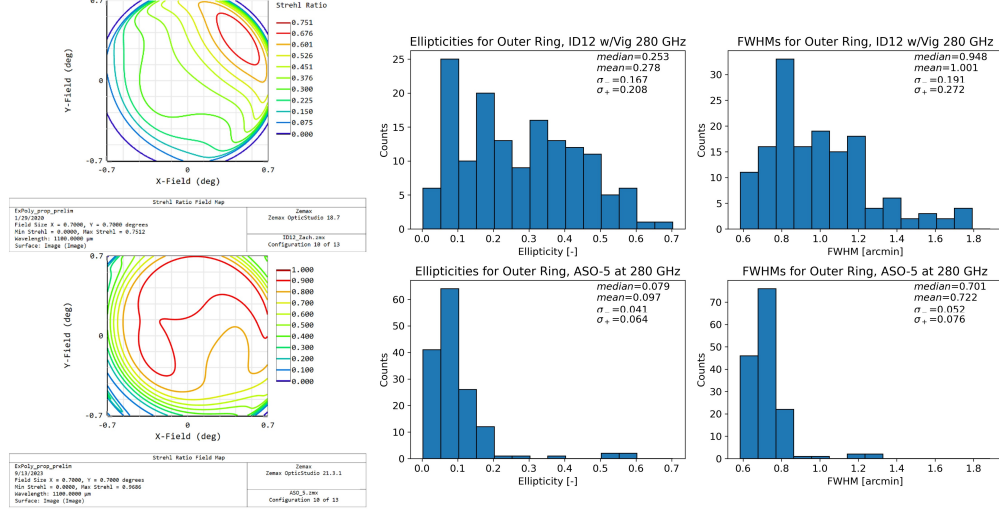 Strehl Ratio
0.751
0.676
0.601
0.526
0.451
0.376
0.300
0.225
0.150
0.075
0.000
Y-Field (deg)
0.7
0
-0.7
-0.7
0
0.7
X-Field (deg)
Strehl Ratio Field Map
ExPoly_prop_prelim
1/29/2020
Field Size X = 0.7000, Y = 0.7000 degrees
Min Strehl = 0.0000, Max Strehl = 0.7512
Wavelength: 1100.0000 µm
Surface: Image (Image)
Zemax
Zemax OpticStudio 18.7
ID12_Zach.zmx
Configuration 10 of 13
Ellipticities for Outer Ring, ID12 w/Vig 280 GHz
median=0.253
mean=0.278
σ₋=0.167
σ₊=0.208
Counts
25
20
15
10
5
0
0.0 0.1 0.2 0.3 0.4 0.5 0.6 0.7
Ellipticity [-]
FWHMs for Outer Ring, ID12 w/Vig 280 GHz
median=0.948
mean=1.001
σ₋=0.191
σ₊=0.272
Counts
30
25
20
15
10
5
0
0.6 0.8 1.0 1.2 1.4 1.6 1.8
FWHM [arcmin]
1.000
0.900
0.800
0.700
0.600
0.500
0.400
0.300
0.200
0.100
0.000
Y-Field (deg)
0.7
0
-0.7
-0.7
0
0.7
X-Field (deg)
Strehl Ratio Field Map
ExPoly_prop_prelim
9/13/2023
Field Size X = 0.7000, Y = 0.7000 degrees
Min Strehl = 0.0000, Max Strehl = 0.9686
Wavelength: 1100.0000 µm
Surface: Image (Image)
Zemax
Zemax OpticStudio 21.3.1
ASO_5.zmx
Configuration 10 of 13
Ellipticities for Outer Ring, ASO-5 at 280 GHz
median=0.079
mean=0.097
σ₋=0.041
σ₊=0.064
Counts
60
50
40
30
20
10
0
0.0 0.1 0.2 0.3 0.4 0.5 0.6 0.7
Ellipticity [-]
FWHMs for Outer Ring, ASO-5 at 280 GHz
median=0.701
mean=0.722
σ₋=0.052
σ₊=0.076
Counts
70
60
50
40
30
20
10
0
0.6 0.8 1.0 1.2 1.4 1.6 1.8
FWHM [arcmin]